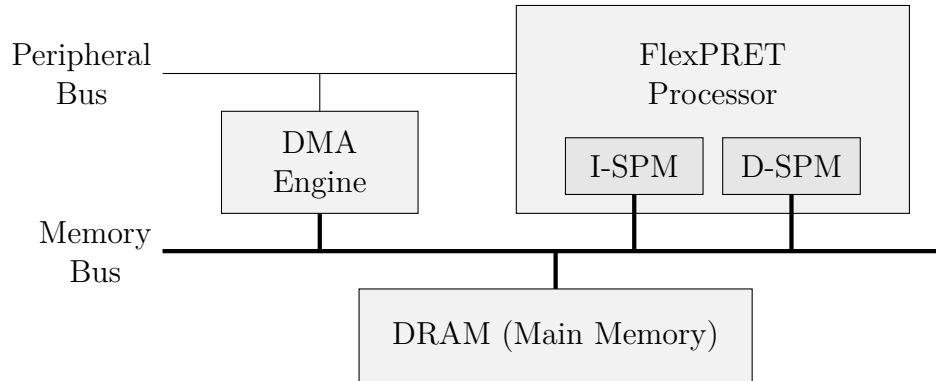 Peripheral
Bus
FlexPRET
Processor
DMA
Engine
I-SPM
D-SPM
Memory
Bus
DRAM (Main Memory)